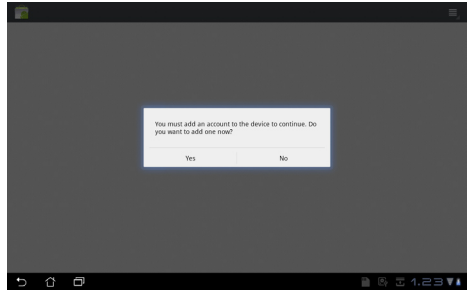 You must add an account to the device to continue. Do
you want to add one now?
Yes
No
1:23